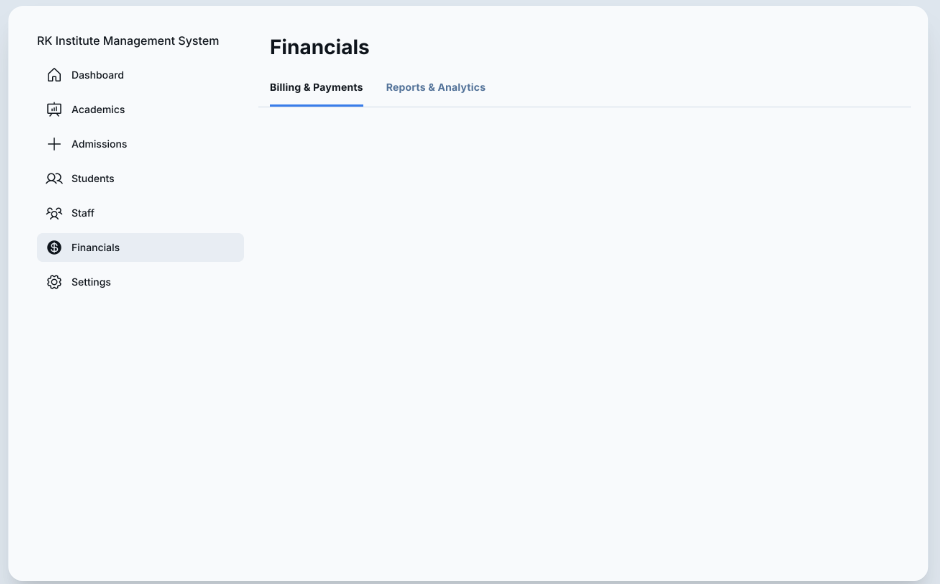 RK Institute Management System
Dashboard
Academics
Admissions
Students
Staff
Financials
Settings
Financials
Billing & Payments
Reports & Analytics